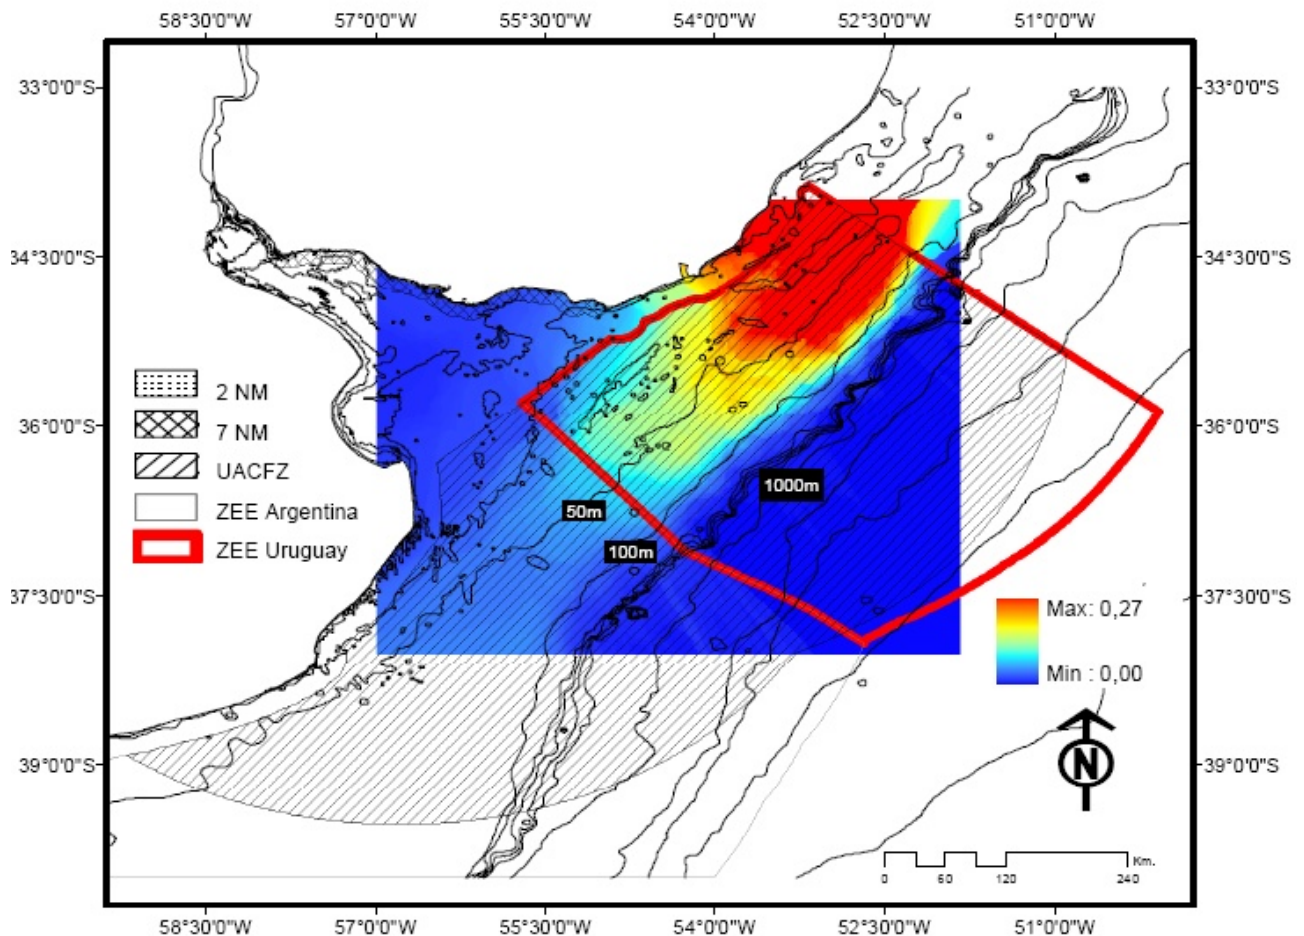 58°30'0"W 57°0'0"W 55°30'0"W 54°0'0"W 52°30'0"W 51°0'0"W
33°0'0"S 33°0'0"S
34°30'0"S 34°30'0"S
36°0'0"S 36°0'0"S
37°30'0"S 37°30'0"S
39°0'0"S 39°0'0"S
2 NM
7 NM
UACFZ
ZEE Argentina
ZEE Uruguay
1000m
50m
100m
Max: 0,27
Min : 0,00
N
Km.
0 60 120 240
58°30'0"W 57°0'0"W 55°30'0"W 54°0'0"W 52°30'0"W 51°0'0"W